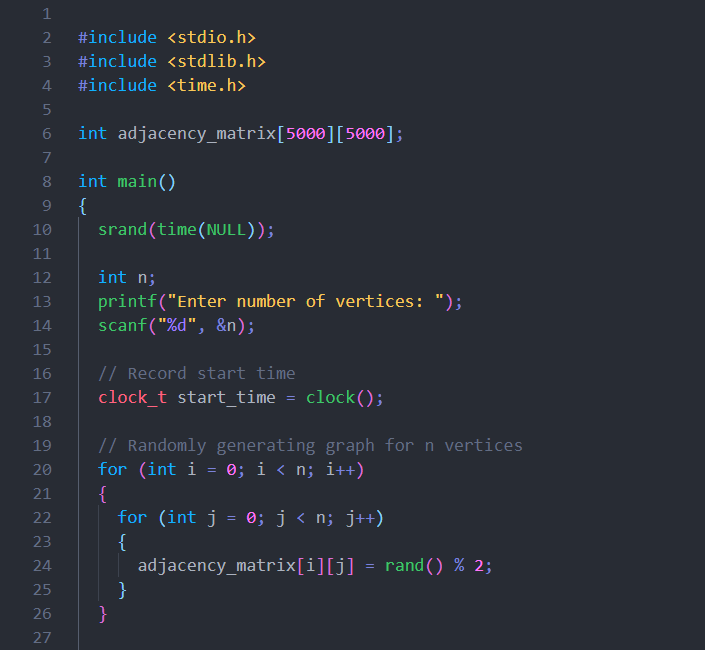 1
2 #include <stdio.h>
3 #include <stdlib.h>
4 #include <time.h>
5
6 int adjacency_matrix[5000][5000];
7
8 int main()
9 {
10 srand(time(NULL));
11
12 int n;
13 printf("Enter number of vertices: ");
14 scanf("%d", &n);
15
16 // Record start time
17 clock_t start_time = clock();
18
19 // Randomly generating graph for n vertices
20 for (int i = 0; i < n; i++)
21 {
22 for (int j = 0; j < n; j++)
23 {
24 adjacency_matrix[i][j] = rand() % 2;
25 }
26 }
27